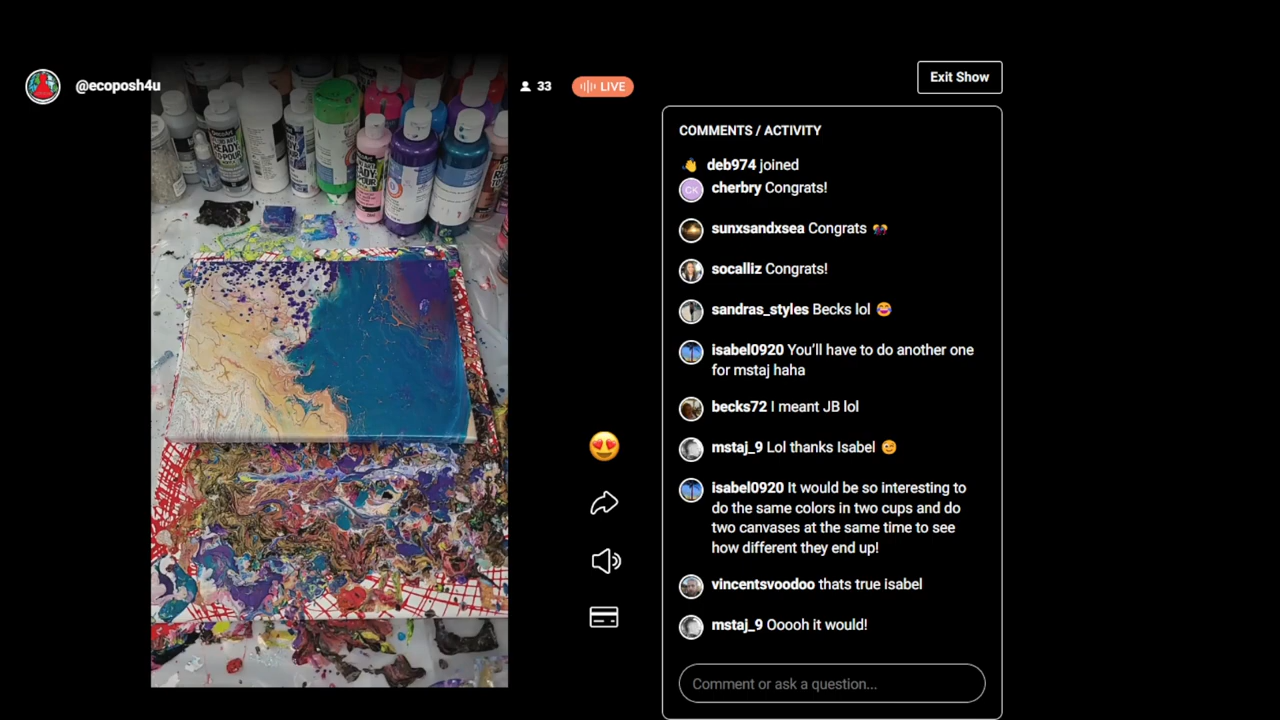 @ecoposh4u
33
LIVE
Exit Show
COMMENTS / ACTIVITY
deb974 joined
CK
cherbry Congrats!
sunxsandxsea Congrats
socalliz Congrats!
sandras_styles Becks lol 😂
isabel0920 You’ll have to do another one
for mstaj haha
becks72 I meant JB lol
mstaj_9 Lol thanks Isabel 😉
isabel0920 It would be so interesting to
do the same colors in two cups and do
two canvases at the same time to see
how different they end up!
vincentsvoodoo thats true isabel
mstaj_9 Ooooh it would!
Comment or ask a question...
READY
READY